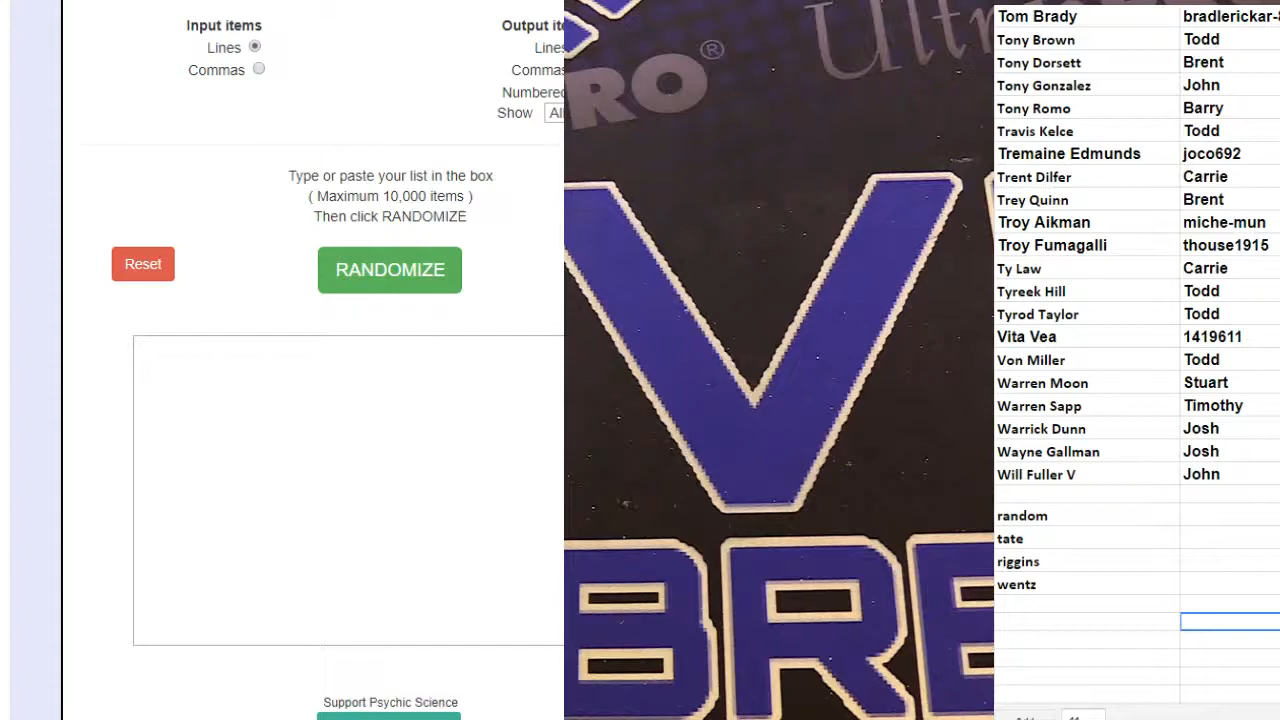 Input items
Lines
Commas
Output
Lines
Numbered
Show
Type or paste your list in the box
( Maximum 10,000 items )
Then click RANDOMIZE
Reset
RANDOMIZE
Support Psychic Science
RO®
V
BRE
Tom Brady bradlerickar-
Tony Brown Todd
Tony Dorsett Brent
Tony Gonzalez John
Tony Romo Barry
Travis Kelce Todd
Tremaine Edmunds joco692
Trent Dilfer Carrie
Trey Quinn Brent
Troy Aikman miche-mun
Troy Fumagalli thouse1915
Ty Law Carrie
Tyreek Hill Todd
Tyrod Taylor Todd
Vita Vea 1419611
Von Miller Todd
Warren Moon Stuart
Warren Sapp Timothy
Warrick Dunn Josh
Wayne Gallman Josh
Will Fuller V John
random
tate
riggins
wentz